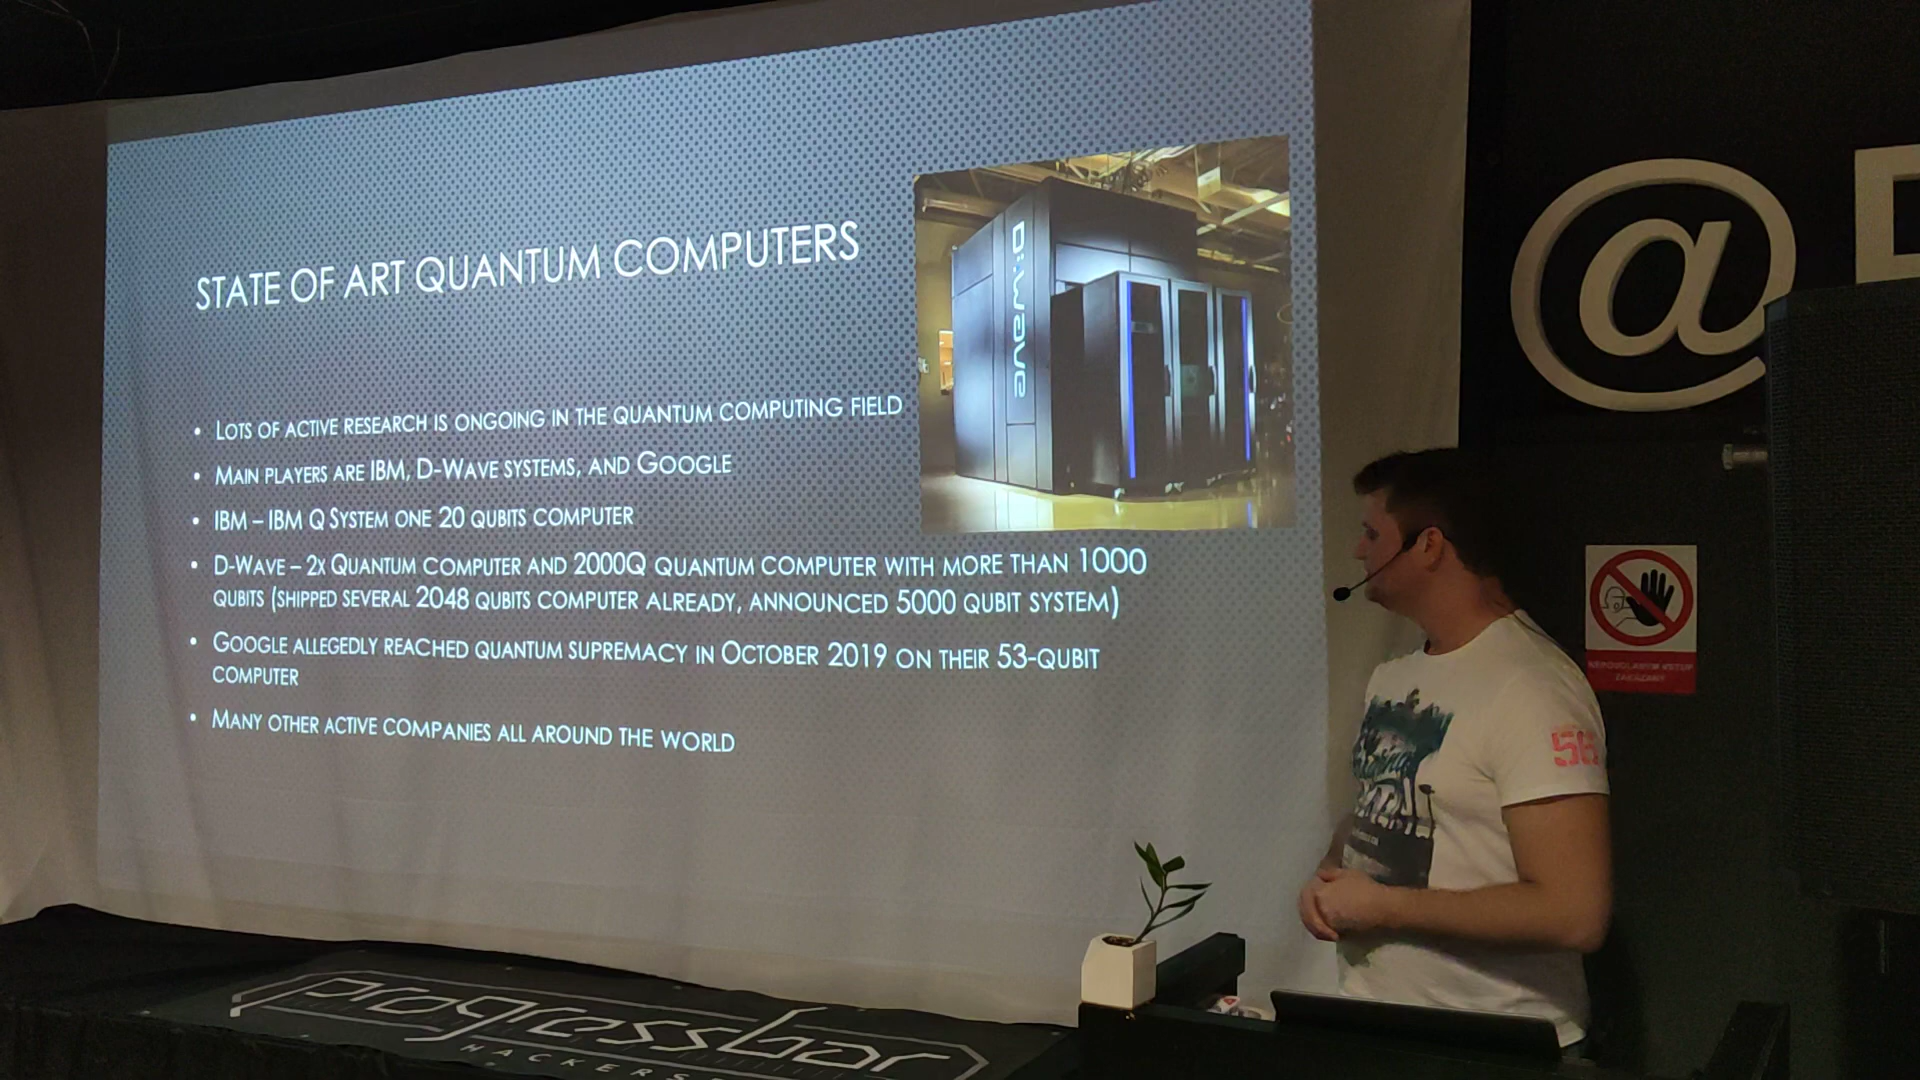 STATE OF ART QUANTUM COMPUTERS
D:wave
• LOTS OF ACTIVE RESEARCH IS ONGOING IN THE QUANTUM COMPUTING FIELD
• MAIN PLAYERS ARE IBM, D-WAVE SYSTEMS, AND GOOGLE
• IBM – IBM Q SYSTEM ONE 20 QUBITS COMPUTER
• D-WAVE – 2X QUANTUM COMPUTER AND 2000Q QUANTUM COMPUTER WITH MORE THAN 1000
QUBITS (SHIPPED SEVERAL 2048 QUBITS COMPUTER ALREADY, ANNOUNCED 5000 QUBIT SYSTEM)
• GOOGLE ALLEGEDLY REACHED QUANTUM SUPREMACY IN OCTOBER 2019 ON THEIR 53-QUBIT
COMPUTER
• MANY OTHER ACTIVE COMPANIES ALL AROUND THE WORLD
@
NEPOVOLANÝM VSTUP
ZAKÁZANÝ
56
progressbar
HACKERS